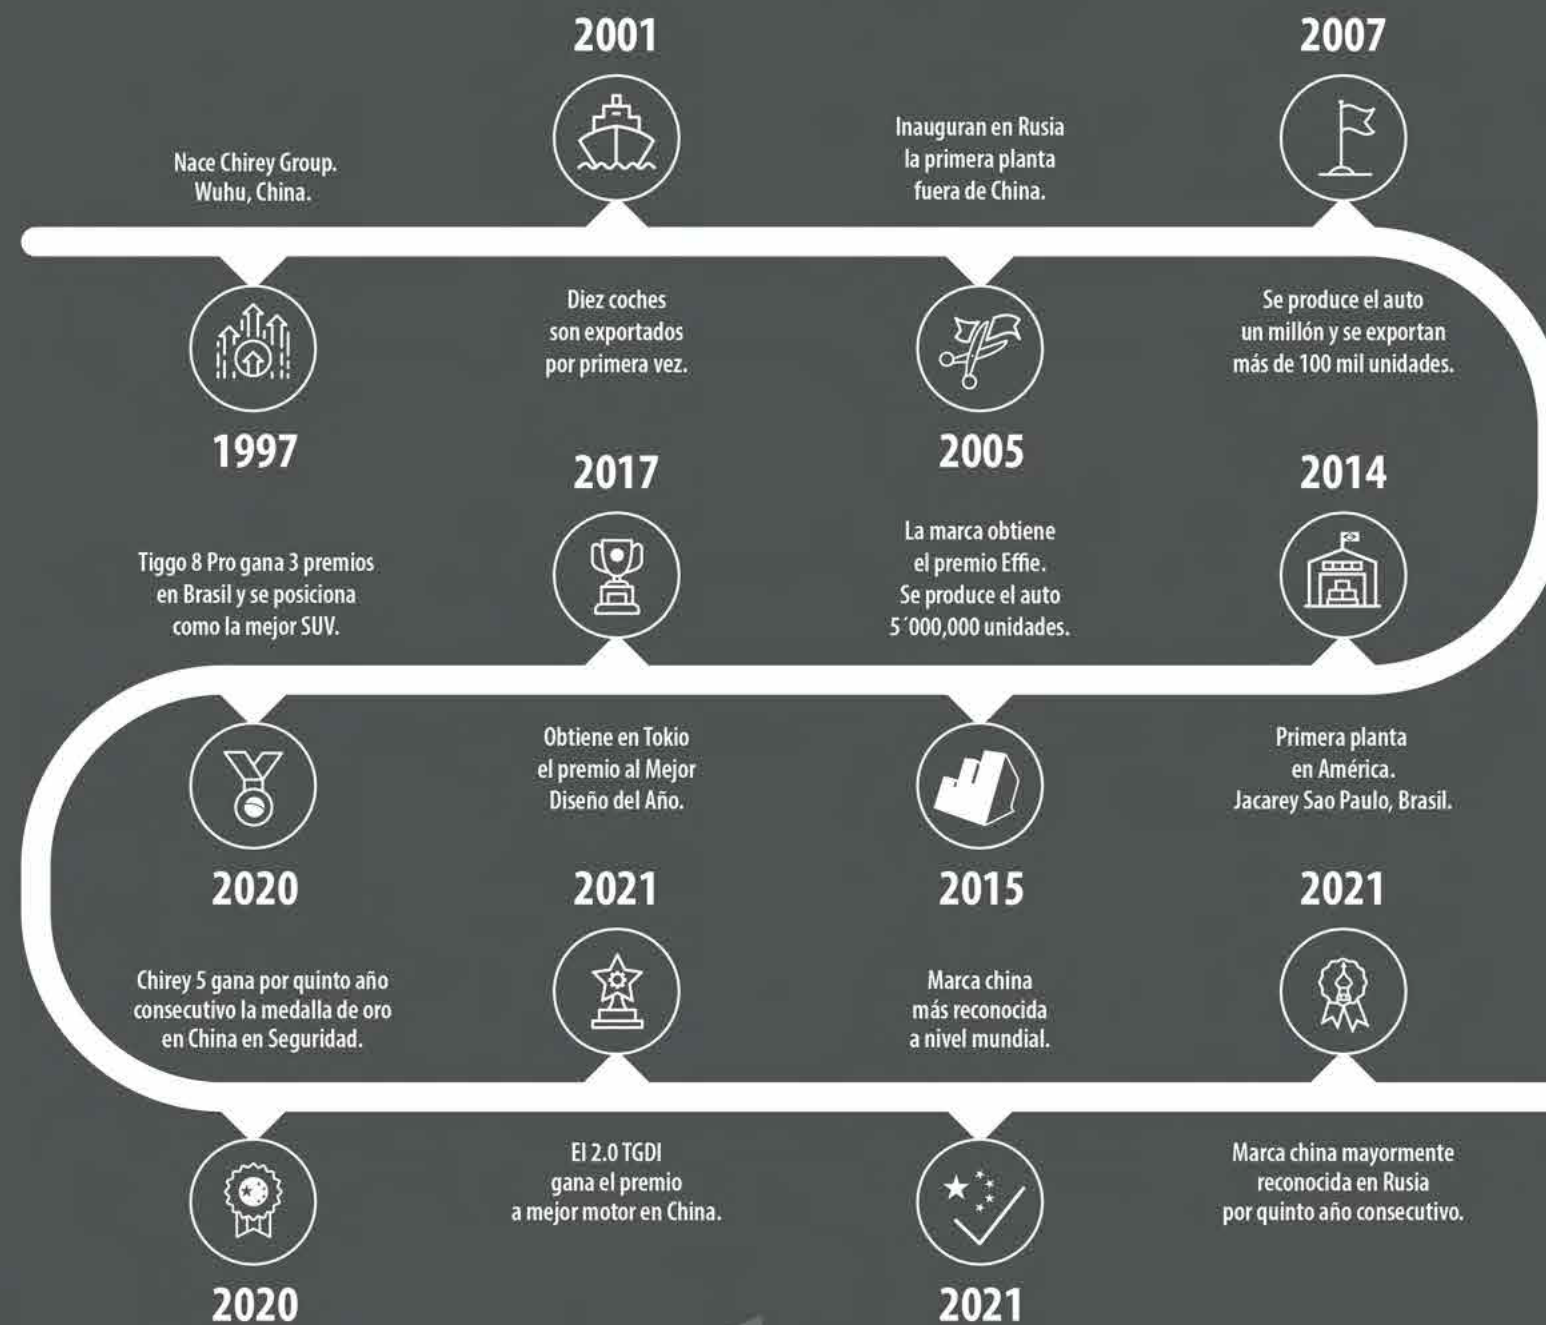 2001
2007
Nace Chirey Group.
Wuhu, China.
Inauguran en Rusia
la primera planta
fuera de China.
1997
Diez coches
son exportados
por primera vez.
2005
Se produce el auto
un millón y se exportan
más de 100 mil unidades.
2017
2014
Tiggo 8 Pro gana 3 premios
en Brasil y se posiciona
como la mejor SUV.
La marca obtiene
el premio Effie.
Se produce el auto
5´000,000 unidades.
2020
Obtiene en Tokio
el premio al Mejor
Diseño del Año.
2015
Primera planta
en América.
Jacarey Sao Paulo, Brasil.
2021
2021
Chirey 5 gana por quinto año
consecutivo la medalla de oro
en China en Seguridad.
Marca china
más reconocida
a nivel mundial.
2020
El 2.0 TGDI
gana el premio
a mejor motor en China.
2021
Marca china mayormente
reconocida en Rusia
por quinto año consecutivo.